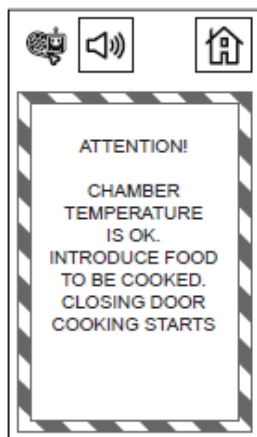 ATTENTION!
CHAMBER
TEMPERATURE
IS OK.
INTRODUCE FOOD
TO BE COOKED.
CLOSING DOOR
COOKING STARTS